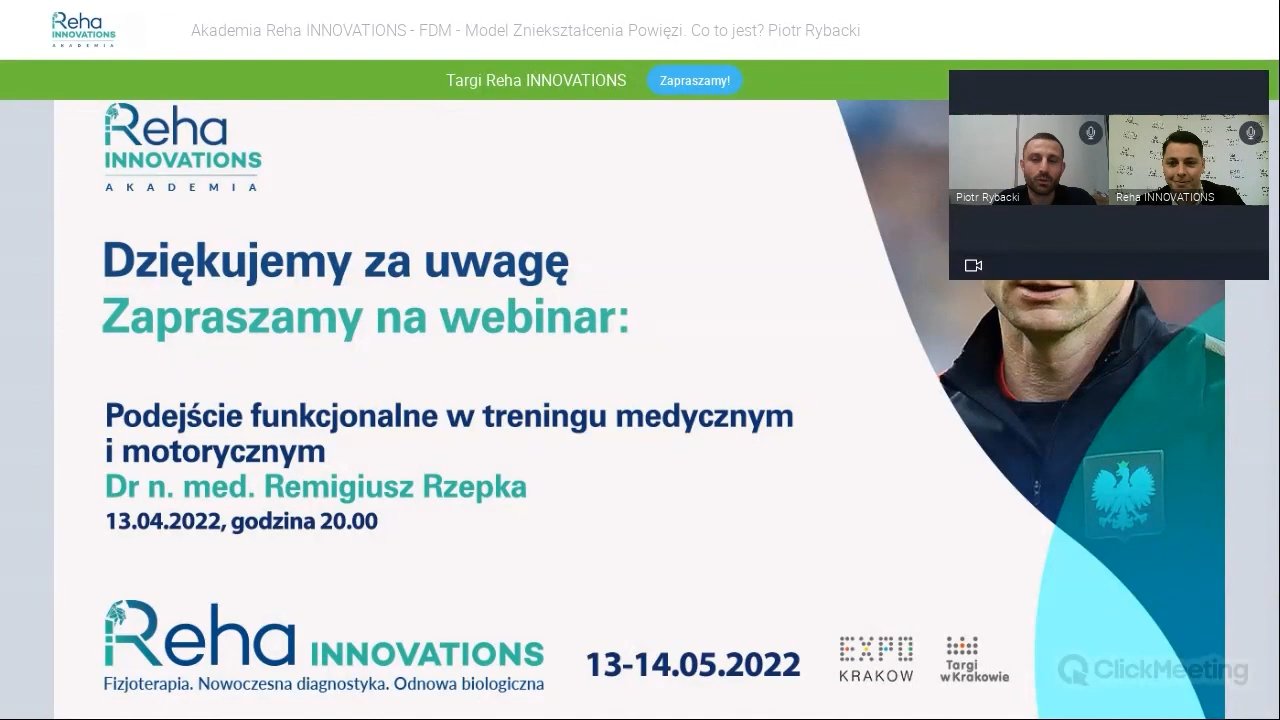 Reha
INNOVATIONS
AKADEMIA
Akademia Reha INNOVATIONS - FDM - Model Zniekształcenia Powięzi. Co to jest? Piotr Rybacki
Targi Reha INNOVATIONS
Zapraszamy!
Piotr Rybacki
Reha INNOVATIONS
Reha
INNOVATIONS
AKADEMIA
Dziękujemy za uwagę
Zapraszamy na webinar:
Podejście funkcjonalne w treningu medycznym
i motorycznym
Dr n. med. Remigiusz Rzepka
13.04.2022, godzina 20.00
Reha INNOVATIONS
Fizjoterapia. Nowoczesna diagnostyka. Odnowa biologiczna
13-14.05.2022
EXPO
KRAKOW
Targi
w Krakowie
ClickMeeting